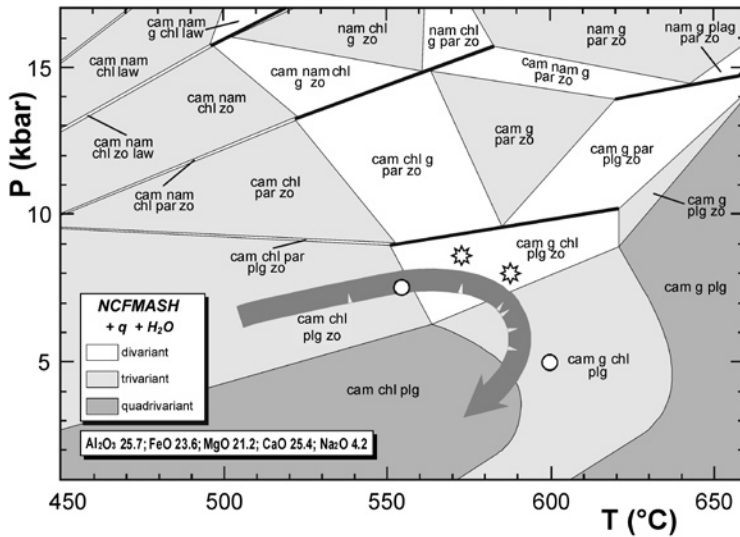 cam nam
g chl law
nam chl
g zo
nam chl
g par zo
nam g
par zo
nam g plag
par zo
cam nam
chl law
cam nam chl
g zo
cam nam g
par zo
cam nam
chl zo
cam nam
chl zo law
cam g
par zo
cam nam
chl par zo
cam chl
par zo
cam chl g
par zo
cam g par
plg zo
cam g
plg zo
cam chl par
plg zo
cam g chl
plg zo
cam g plg
cam chl
plg zo
cam g chl
plg
cam chl plg
NCFMASH
+ q + H₂O
divariant
trivariant
quadrivariant
Al₂O₃ 25.7; FeO 23.6; MgO 21.2; CaO 25.4; Na₂O 4.2
P (kbar)
15
10
5
450
500
550
600
650
T (°C)